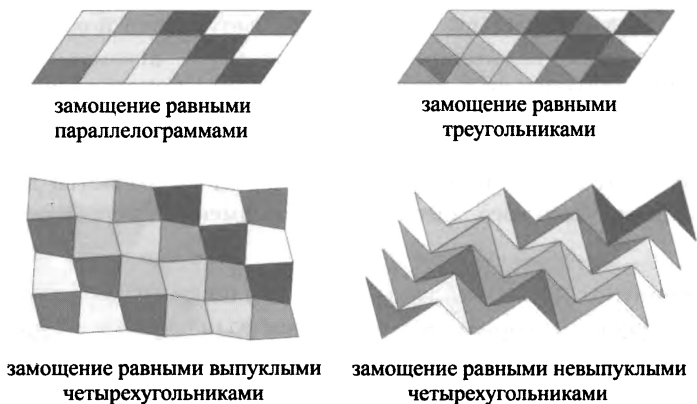 замощение равными
параллелограммами
замощение равными
треугольниками
замощение равными выпуклыми
четырехугольниками
замощение равными невыпуклыми
четырехугольниками